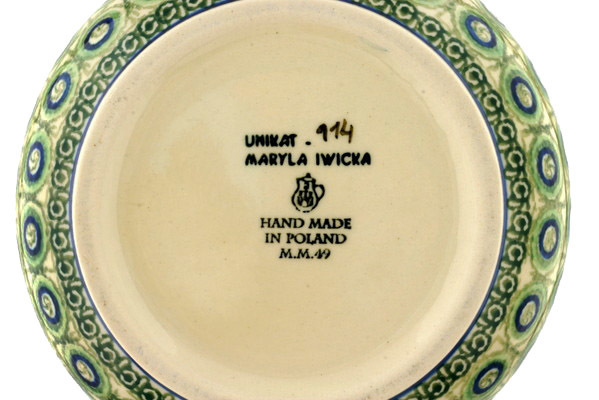 UNIKAT - 914
MARYLA IWICKA
HAND MADE
IN POLAND
M.M.49